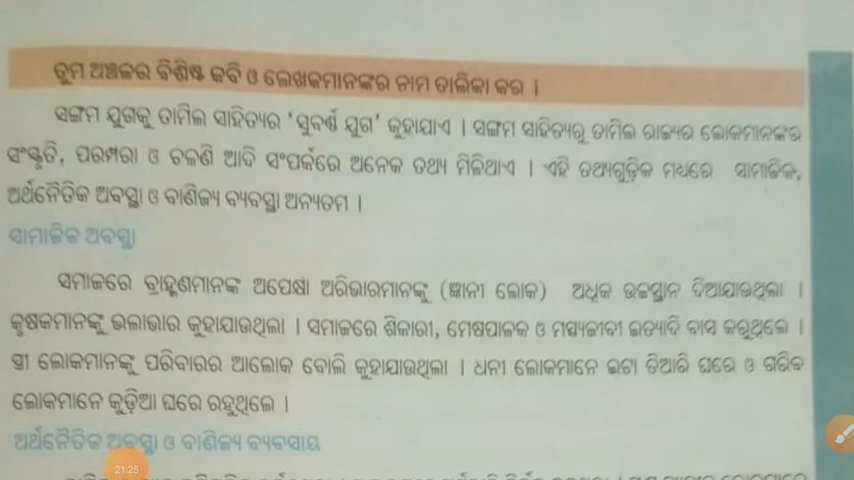 ତୁମ ଅଞ୍ଚଳର ବିଶିଷ୍ଟ କବି ଓ ଲେଖକମାନଙ୍କର ନାମ ତାଲିକା କର ।
ସଙ୍ଗମ ଯୁଗକୁ ତାମିଲ ସାହିତ୍ୟର ‘ସୁବର୍ଣ୍ଣ ଯୁଗ’ କୁହାଯାଏ । ସଙ୍ଗମ ସାହିତ୍ୟରୁ ତାମିଲ ରାଜ୍ୟର ଲୋକମାନଙ୍କର
ସଂସ୍କୃତି, ପରମ୍ପରା ଓ ଚଳଣି ଆଦି ସଂପର୍କରେ ଅନେକ ତଥ୍ୟ ମିଳିଥାଏ । ଏହି ତଥ୍ୟଗୁଡ଼ିକ ମଧ୍ୟରେ ସାମାଜିକ,
ଅର୍ଥନୈତିକ ଅବସ୍ଥା ଓ ବାଣିଜ୍ୟ ବ୍ୟବସ୍ଥା ଅନ୍ୟତମ ।
ସାମାଜିକ ଅବସ୍ଥା
ସମାଜରେ ବ୍ରାହ୍ମଣମାନଙ୍କ ଅପେକ୍ଷା ଅରିଭାରମାନଙ୍କୁ (ଜ୍ଞାନୀ ଲୋକ) ଅଧିକ ଉଚ୍ଚସ୍ଥାନ ଦିଆଯାଉଥିଲା ।
କୃଷକମାନଙ୍କୁ ଉଲାଭାର କୁହାଯାଉଥିଲା । ସମାଜରେ ଶିକାରୀ, ମେଷପାଳକ ଓ ମତ୍ସ୍ୟଜୀବୀ ଇତ୍ୟାଦି ବାସ କରୁଥିଲେ ।
ସ୍ତ୍ରୀ ଲୋକମାନଙ୍କୁ ପରିବାରର ଆଲୋକ ବୋଲି କୁହାଯାଉଥିଲା । ଧନୀ ଲୋକମାନେ ଇଟା ତିଆରି ଘରେ ଓ ଗରିବ
ଲୋକମାନେ କୁଡ଼ିଆ ଘରେ ରହୁଥିଲେ ।
ଅର୍ଥନୈତିକ ଅବସ୍ଥା ଓ ବାଣିଜ୍ୟ ବ୍ୟବସାୟ
21:25